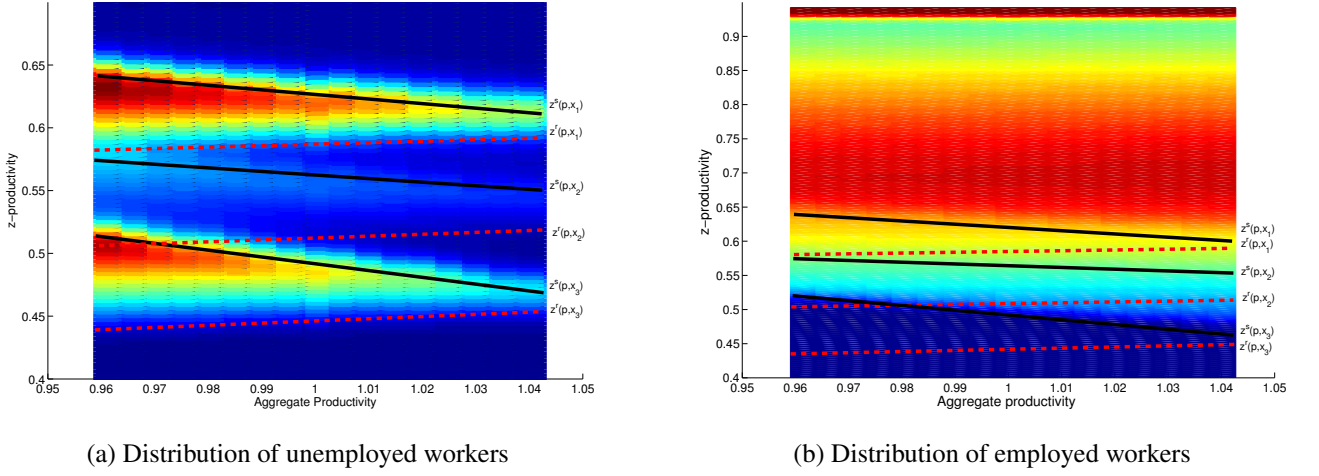 0.65
0.6
0.55
0.5
0.45
0.4
z−productivity
z^s(p,x_1)
z^r(p,x_1)
z^s(p,x_2)
z^r(p,x_2)
z^s(p,x_3)
z^r(p,x_3)
0.95 0.96 0.97 0.98 0.99 1 1.01 1.02 1.03 1.04 1.05
Aggregate Productivity
(a) Distribution of unemployed workers
0.9
0.85
0.8
0.75
0.7
0.65
0.6
0.55
0.5
0.45
0.4
z−productivity
z^s(p,x_1)
z^r(p,x_1)
z^s(p,x_2)
z^r(p,x_2)
z^s(p,x_3)
z^r(p,x_3)
0.95 0.96 0.97 0.98 0.99 1 1.01 1.02 1.03 1.04 1.05
Aggregate productivity
(b) Distribution of employed workers